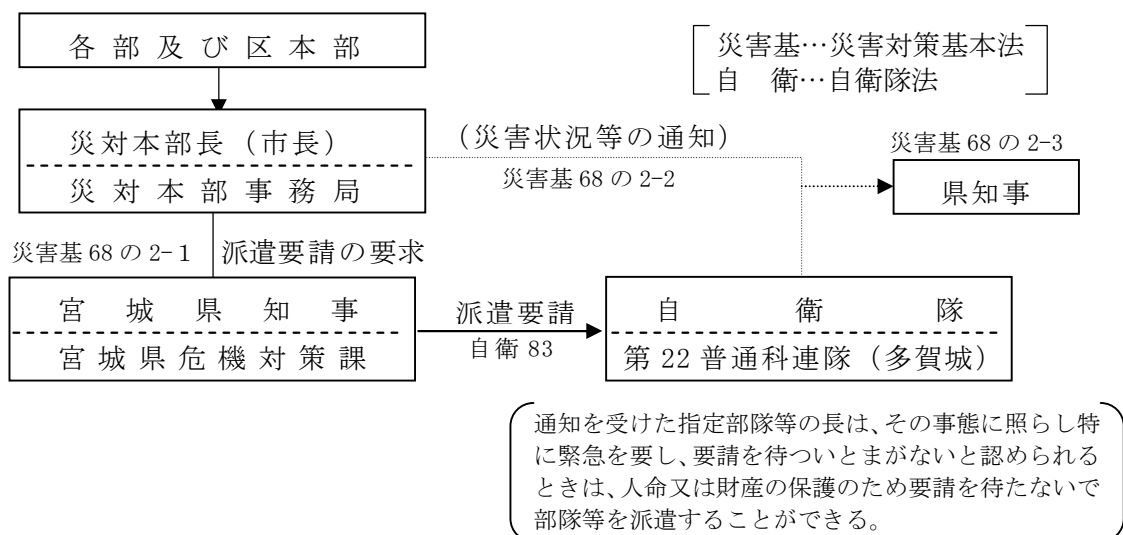 各部及び区本部
災害基…災害対策基本法
自　衛…自衛隊法
災対本部長（市長）
災対本部事務局
（災害状況等の通知）
災害基 68 の 2-2
災害基 68 の 2-3
県知事
災害基 68 の 2-１
派遣要請の要求
宮城県知事
宮城県危機対策課
派遣要請
自衛 83
自衛隊
第 22 普通科連隊（多賀城）
通知を受けた指定部隊等の長は、その事態に照らし特
に緊急を要し、要請を待ついとまがないと認められる
ときは、人命又は財産の保護のため要請を待たないで
部隊等を派遣することができる。